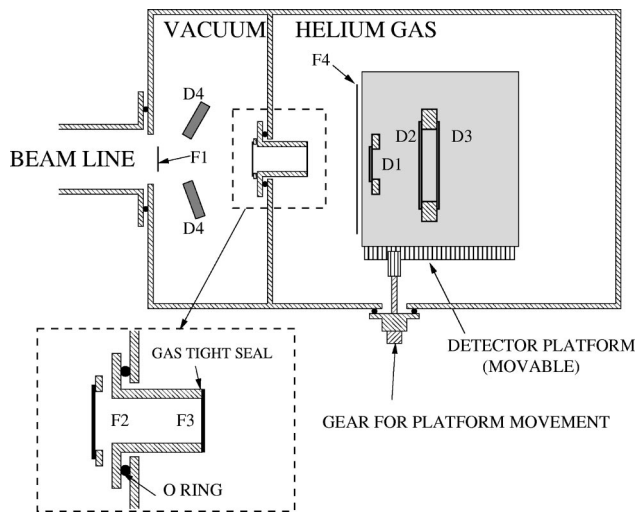 VACUUM
HELIUM GAS
F4
D4
D2
D3
D1
BEAM LINE
F1
D4
GAS TIGHT SEAL
DETECTOR PLATFORM
(MOVABLE)
F2
F3
GEAR FOR PLATFORM MOVEMENT
O RING